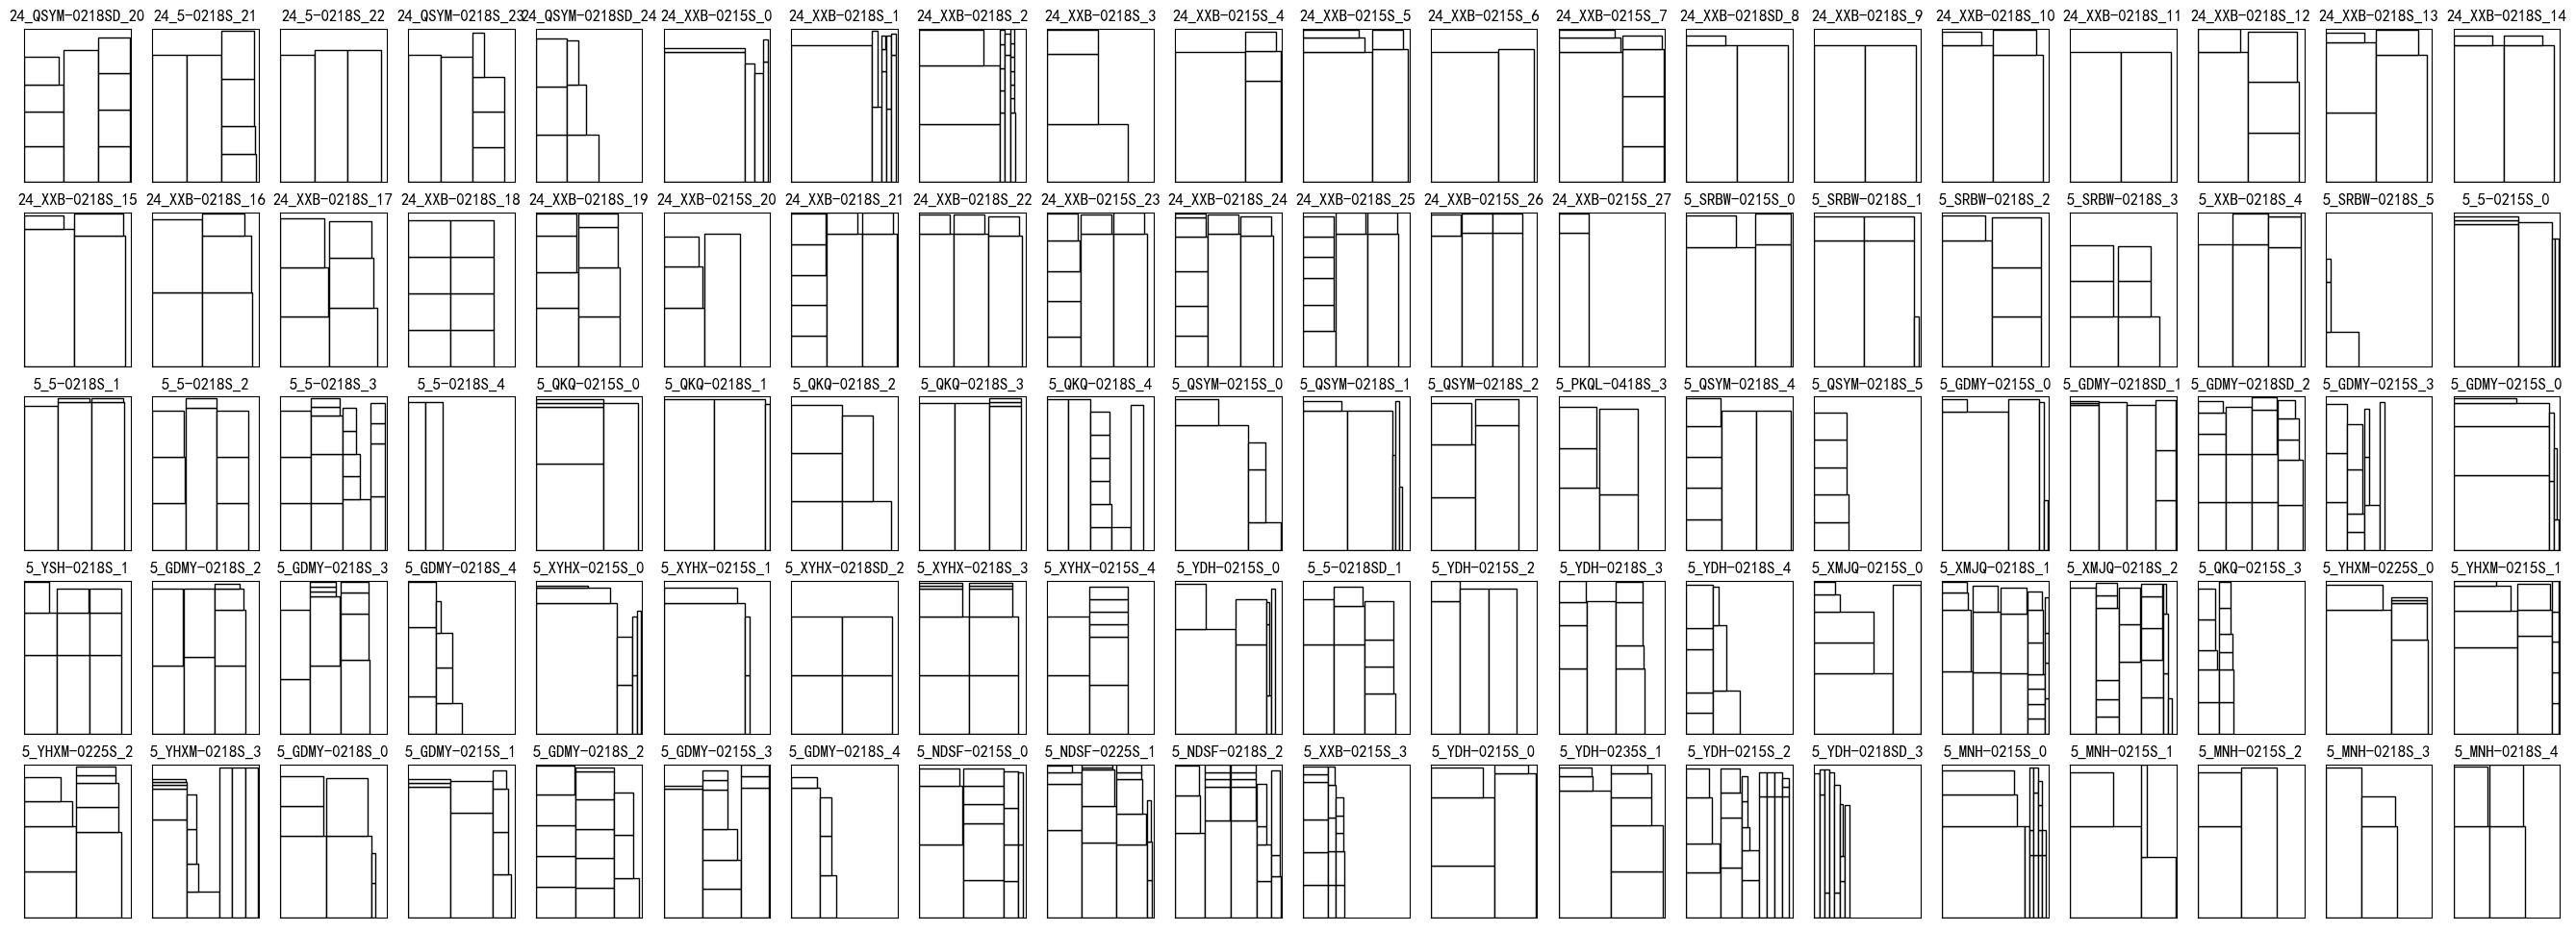 24_QSYM-0218SD_20 24_5-0218S_21 24_5-0218S_22 24_QSYM-0218S_23 24_QSYM-0218SD_24 24_XXB-0215S_0 24_XXB-0218S_1 24_XXB-0218S_2 24_XXB-0218S_3 24_XXB-0215S_4 24_XXB-0215S_5 24_XXB-0215S_6 24_XXB-0215S_7 24_XXB-0218SD_8 24_XXB-0218S_9 24_XXB-0218S_10 24_XXB-0218S_11 24_XXB-0218S_12 24_XXB-0218S_13 24_XXB-0218S_14
24_XXB-0218S_15 24_XXB-0218S_16 24_XXB-0218S_17 24_XXB-0218S_18 24_XXB-0218S_19 24_XXB-0215S_20 24_XXB-0218S_21 24_XXB-0218S_22 24_XXB-0215S_23 24_XXB-0218S_24 24_XXB-0218S_25 24_XXB-0215S_26 24_XXB-0215S_27 5_SRBW-0215S_0 5_SRBW-0218S_1 5_SRBW-0218S_2 5_SRBW-0218S_3 5_XXB-0218S_4 5_SRBW-0218S_5 5_5-0215S_0
5_5-0218S_1 5_5-0218S_2 5_5-0218S_3 5_5-0218S_4 5_QKQ-0215S_0 5_QKQ-0218S_1 5_QKQ-0218S_2 5_QKQ-0218S_3 5_QKQ-0218S_4 5_QSYM-0215S_0 5_QSYM-0218S_1 5_QSYM-0218S_2 5_PKQL-0418S_3 5_QSYM-0218S_4 5_QSYM-0218S_5 5_GDMY-0215S_0 5_GDMY-0218SD_1 5_GDMY-0218SD_2 5_GDMY-0215S_3 5_GDMY-0215S_0
5_YSH-0218S_1 5_GDMY-0218S_2 5_GDMY-0218S_3 5_GDMY-0218S_4 5_XYHX-0215S_0 5_XYHX-0215S_1 5_XYHX-0218SD_2 5_XYHX-0218S_3 5_XYHX-0215S_4 5_YDH-0215S_0 5_5-0218SD_1 5_YDH-0215S_2 5_YDH-0218S_3 5_YDH-0218S_4 5_XMJQ-0215S_0 5_XMJQ-0218S_1 5_XMJQ-0218S_2 5_QKQ-0215S_3 5_YHXM-0225S_0 5_YHXM-0215S_1
5_YHXM-0225S_2 5_YHXM-0218S_3 5_GDMY-0218S_0 5_GDMY-0215S_1 5_GDMY-0218S_2 5_GDMY-0215S_3 5_GDMY-0218S_4 5_NDSF-0215S_0 5_NDSF-0225S_1 5_NDSF-0218S_2 5_XXB-0215S_3 5_YDH-0215S_0 5_YDH-0235S_1 5_YDH-0215S_2 5_YDH-0218SD_3 5_MNH-0215S_0 5_MNH-0215S_1 5_MNH-0215S_2 5_MNH-0218S_3 5_MNH-0218S_4